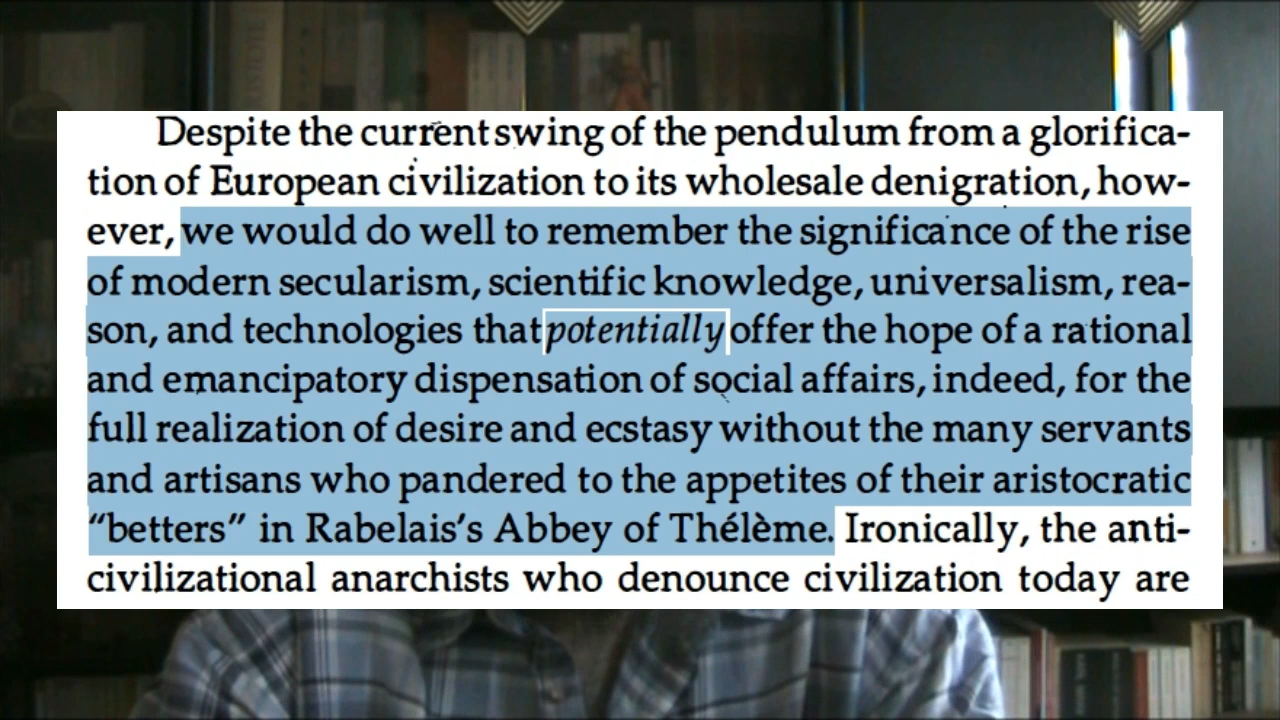 Despite the current swing of the pendulum from a glorifica-
tion of European civilization to its wholesale denigration, how-
ever, we would do well to remember the significance of the rise
of modern secularism, scientific knowledge, universalism, rea-
son, and technologies that potentially offer the hope of a rational
and emancipatory dispensation of social affairs, indeed, for the
full realization of desire and ecstasy without the many servants
and artisans who pandered to the appetites of their aristocratic
“betters” in Rabelais’s Abbey of Thélème. Ironically, the anti-
civilizational anarchists who denounce civilization today are